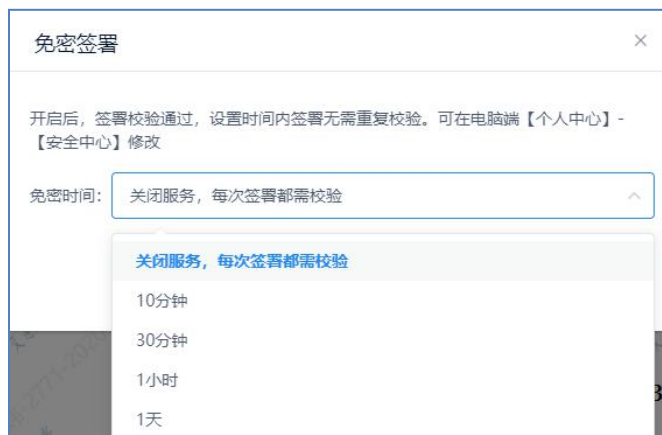 免密签署
开启后，签署校验通过，设置时间内签署无需重复校验。可在电脑端【个人中心】-
【安全中心】修改
免密时间： 关闭服务，每次签署都需校验
关闭服务，每次签署都需校验
10分钟
30分钟
1小时
1天